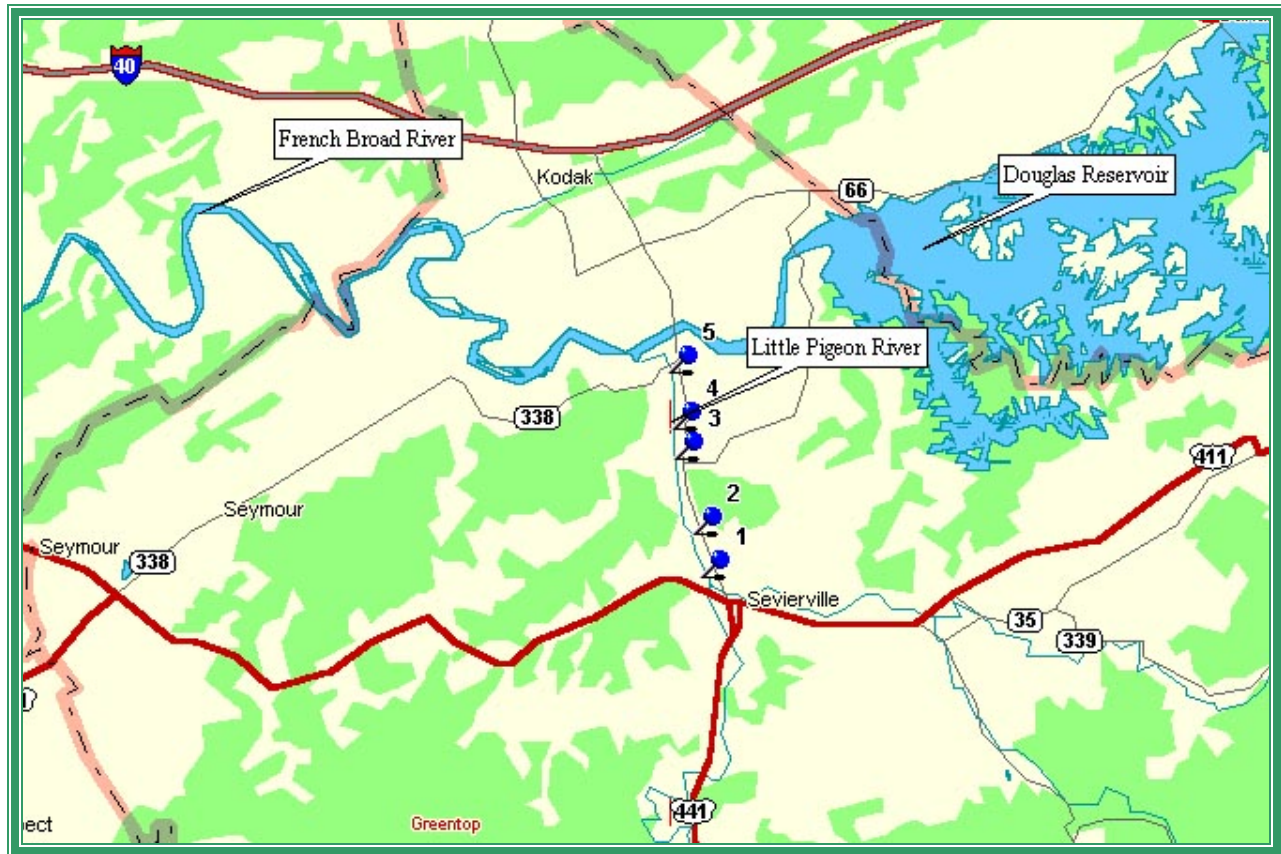 40
French Broad River
Kodak
66
Douglas Reservoir
5
Little Pigeon River
4
3
338
411
2
Seymour
1
Seymour
338
Sevierville
35
339
441
Greentop
ect